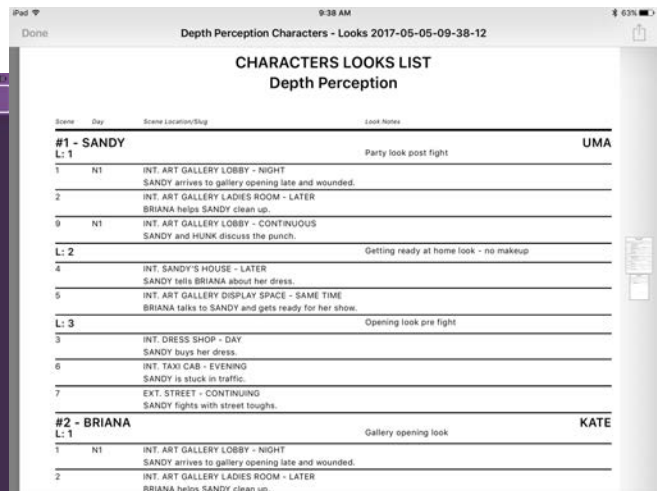 iPad 9:38 AM 63%
Done Depth Perception Characters - Looks 2017-05-05-09-38-12
CHARACTERS LOOKS LIST
Depth Perception
Scene Day Scene Location/Slug Look Notes
#1 - SANDY UMA
L: 1 Party look post fight
1 N1 INT. ART GALLERY LOBBY - NIGHT
SANDY arrives to gallery opening late and wounded.
2 INT. ART GALLERY LADIES ROOM - LATER
BRIANA helps SANDY clean up.
9 N1 INT. ART GALLERY LOBBY - CONTINUOUS
SANDY and HUNK discuss the punch.
L: 2 Getting ready at home look - no makeup
4 INT. SANDY'S HOUSE - LATER
SANDY tells BRIANA about her dress.
5 INT. ART GALLERY DISPLAY SPACE - SAME TIME
BRIANA talks to SANDY and gets ready for her show.
L: 3 Opening look pre fight
3 INT. DRESS SHOP - DAY
SANDY buys her dress.
6 INT. TAXI CAB - EVENING
SANDY is stuck in traffic.
7 EXT. STREET - CONTINUING
SANDY fights with street toughs.
#2 - BRIANA KATE
L: 1 Gallery opening look
1 N1 INT. ART GALLERY LOBBY - NIGHT
SANDY arrives to gallery opening late and wounded.
2 INT. ART GALLERY LADIES ROOM - LATER
BRIANA helps SANDY clean up.